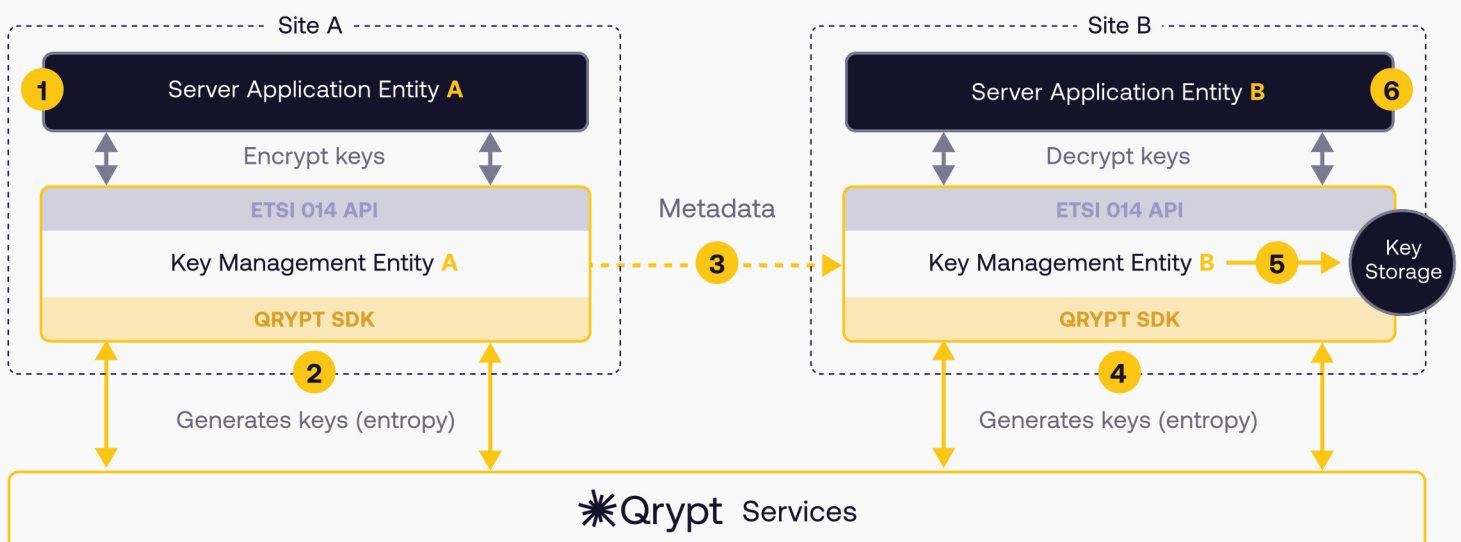 Site A
Site B
1
Server Application Entity A
Server Application Entity B
6
Encrypt keys
Decrypt keys
ETSI 014 API
Metadata
ETSI 014 API
Key Management Entity A
3
Key Management Entity B
5
Key
Storage
QRYPT SDK
QRYPT SDK
2
4
Generates keys (entropy)
Generates keys (entropy)
Qrypt Services